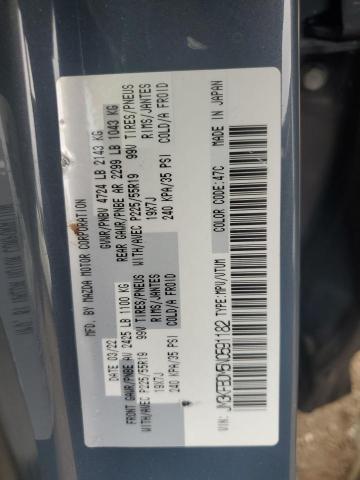 MFD. BY MAZDA MOTOR CORPORATION
DATE: 03/22
GVWR/PNBV 4724 LB 2143 KG
FRONT GAWR/PNBE AV 2425 LB 1100 KG
REAR GAWR/PNBE AR 2299 LB 1043 KG
WITH/AVEC P225/55R19 99V TIRES/PNEUS
WITH/AVEC P225/55R19 99V TIRES/PNEUS
19X7J RIMS/JANTES
19X7J RIMS/JANTES
240 KPA/35 PSI COLD/A FROID
240 KPA/35 PSI COLD/A FROID
JM3KFBDM5N0591182 TYPE:MPV/VTUM
COLOR CODE:47C MADE IN JAPAN